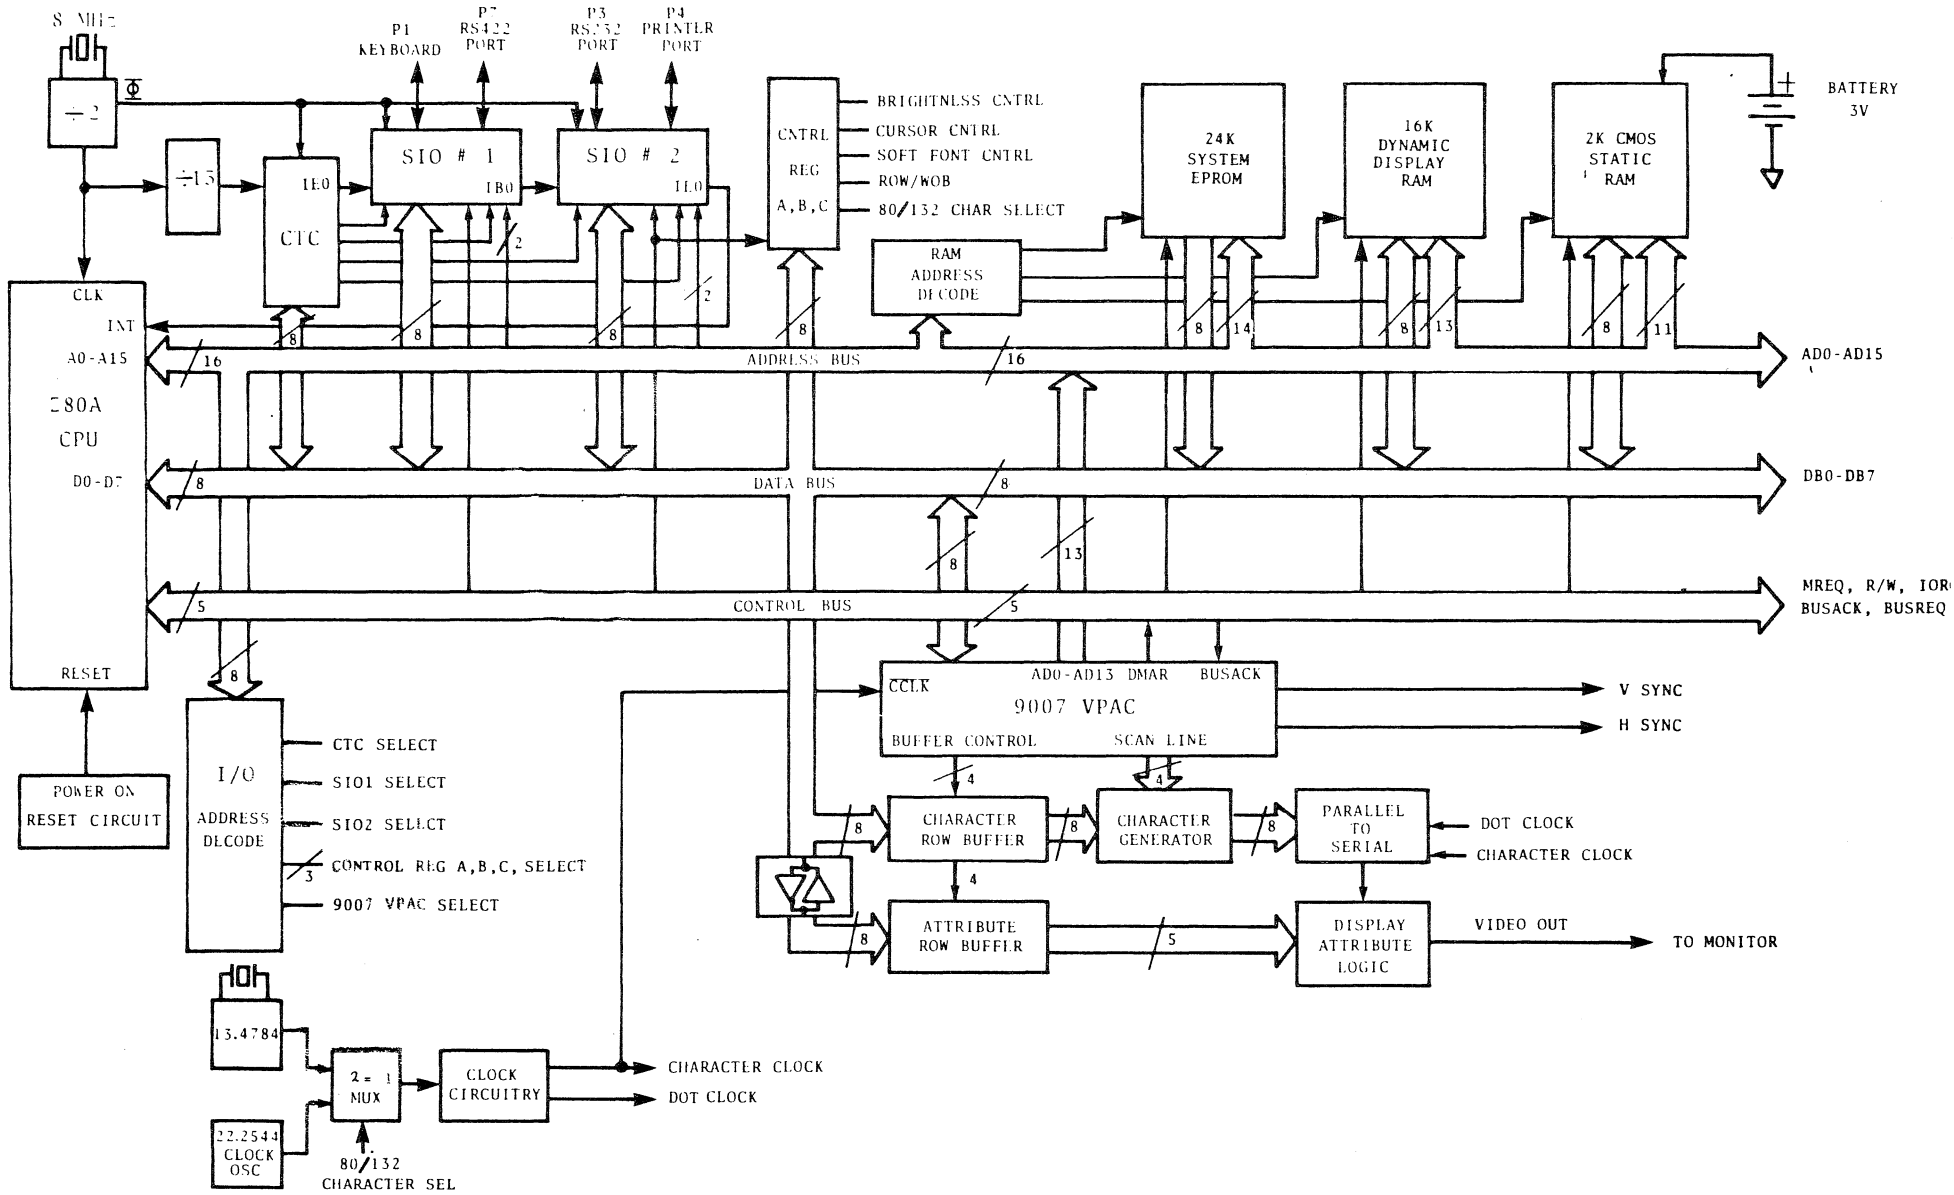 8 MHz
÷2
Φ
÷13
P1
KEYBOARD
RS422
PORT
P3
RS232
PORT
P4
PRINTER
PORT
SIO # 1
IB0
SIO # 2
IE0
IE0
CTC
2
2
CNTRL
REG
A,B,C
BRIGHTNESS CNTRL
CURSOR CNTRL
SOFT FONT CNTRL
ROW/WOB
80/132 CHAR SELECT
24K
SYSTEM
EPROM
16K
DYNAMIC
DISPLAY
RAM
2K CMOS
STATIC
RAM
+
BATTERY
3V
RAM
ADDRESS
DECODE
CLK
INT
A0-A15
Z80A
CPU
D0-D7
RESET
8
8
8
8
8
14
8
13
8
11
16
ADDRESS BUS
16
AD0-AD15
8
DATA BUS
8
DB0-DB7
8
13
5
CONTROL BUS
5
MREQ, R/W, IORQ
BUSACK, BUSREQ
8
POWER ON
RESET CIRCUIT
I/O
ADDRESS
DECODE
CTC SELECT
SIO1 SELECT
SIO2 SELECT
3
CONTROL REG A,B,C, SELECT
9007 VPAC SELECT
CCLK
AD0-AD13 DMAR
BUSACK
9007 VPAC
BUFFER CONTROL
SCAN LINE
V SYNC
H SYNC
4
4
8
CHARACTER
ROW BUFFER
8
CHARACTER
GENERATOR
8
PARALLEL
TO
SERIAL
DOT CLOCK
CHARACTER CLOCK
4
8
ATTRIBUTE
ROW BUFFER
5
DISPLAY
ATTRIBUTE
LOGIC
VIDEO OUT
TO MONITOR
13.4784
22.2544
CLOCK
OSC
2 = 1
MUX
80/132
CHARACTER SEL
CLOCK
CIRCUITRY
CHARACTER CLOCK
DOT CLOCK